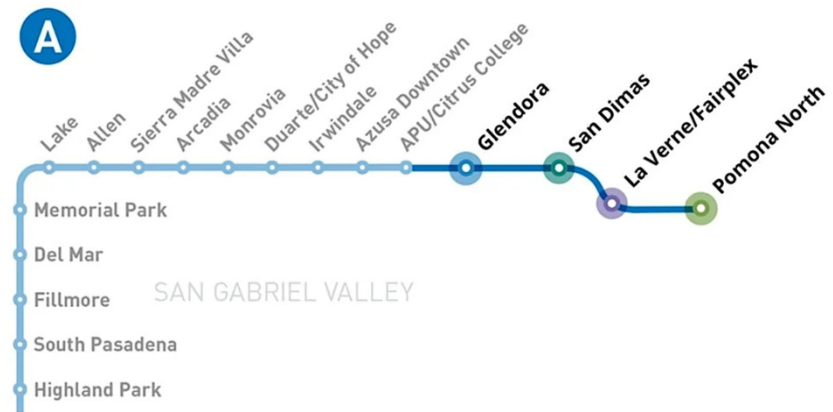 A
Lake
Allen
Sierra Madre Villa
Arcadia
Monrovia
Duarte/City of Hope
Irwindale
Azusa Downtown
APU/Citrus College
Glendora
San Dimas
La Verne/Fairplex
Pomona North
Memorial Park
Del Mar
SAN GABRIEL VALLEY
Fillmore
South Pasadena
Highland Park